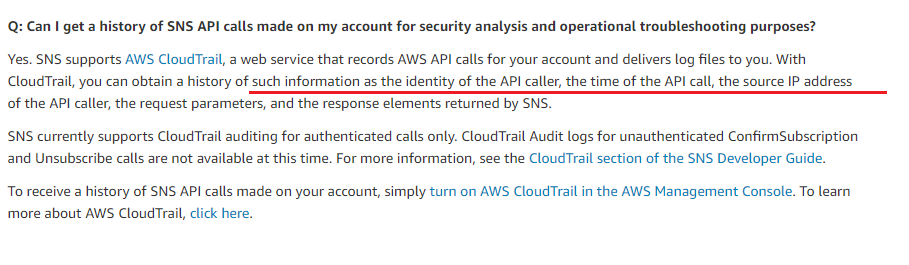 Q: Can I get a history of SNS API calls made on my account for security analysis and operational troubleshooting purposes?
Yes. SNS supports AWS CloudTrail, a web service that records AWS API calls for your account and delivers log files to you. With
CloudTrail, you can obtain a history of such information as the identity of the API caller, the time of the API call, the source IP address
of the API caller, the request parameters, and the response elements returned by SNS.
SNS currently supports CloudTrail auditing for authenticated calls only. CloudTrail Audit logs for unauthenticated ConfirmSubscription
and Unsubscribe calls are not available at this time. For more information, see the CloudTrail section of the SNS Developer Guide.
To receive a history of SNS API calls made on your account, simply turn on AWS CloudTrail in the AWS Management Console. To learn
more about AWS CloudTrail, click here.